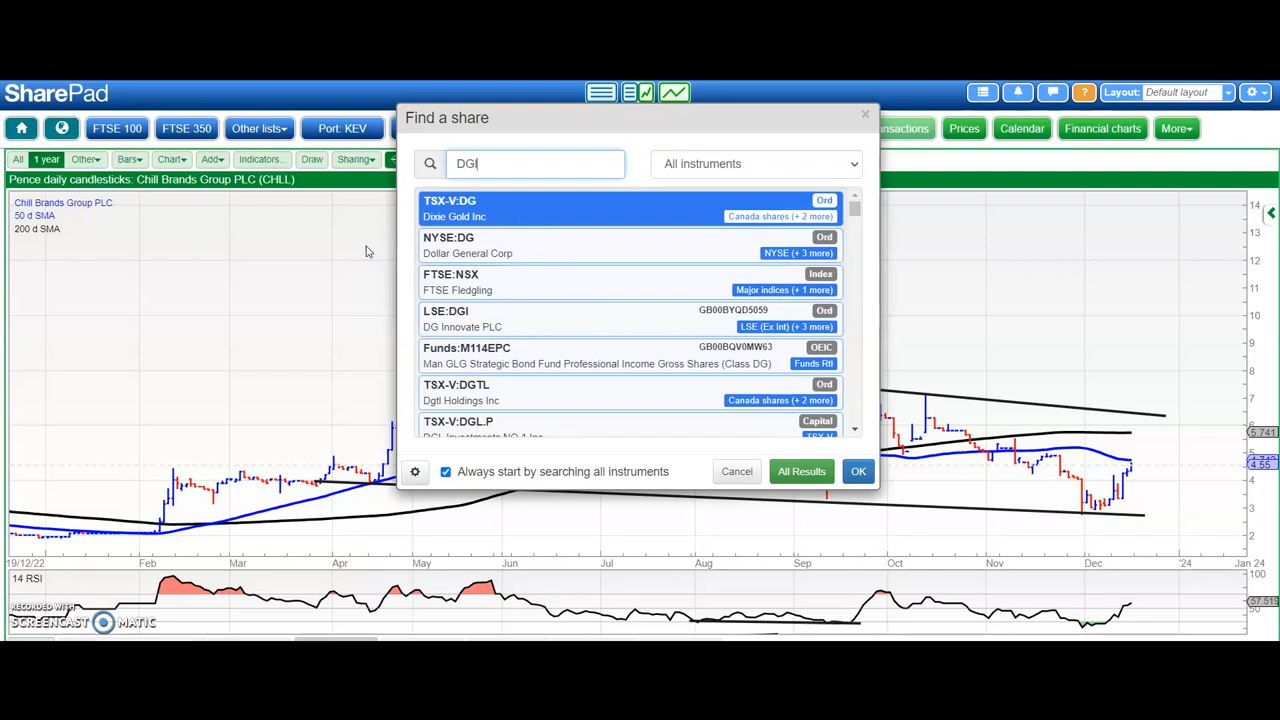 SharePad
Layout: Default layout
FTSE 100 FTSE 350 Other lists Port: KEV
Prices Calendar Financial charts More
All 1 year Other Bars Chart Add Indicators... Draw Sharing
Pence daily candlesticks: Chill Brands Group PLC (CHLL)
Chill Brands Group PLC
50 d SMA
200 d SMA
Find a share
×
DGI
All instruments
TSX-V:DG Ord
Dixie Gold Inc Canada shares (+ 2 more)
NYSE:DG Ord
Dollar General Corp NYSE (+ 3 more)
FTSE:NSX Index
FTSE Fledgling Major indices (+ 1 more)
LSE:DGI GB00BYQD5059 Ord
DG Innovate PLC LSE (Ex Int) (+ 3 more)
Funds:M114EPC GB00BQV0MW63 OEIC
Man GLG Strategic Bond Fund Professional Income Gross Shares (Class DG) Funds Rtl
TSX-V:DGTL Ord
Dgtl Holdings Inc Canada shares (+ 2 more)
TSX-V:DGL.P Capital
Always start by searching all instruments
Cancel All Results OK
14
13
12
11
10
9
8
7
6
5.741
5
4.55
4
3
2
19/12/22 Feb Mar Apr May Jun Jul Aug Sep Oct Nov Dec '24 Jan 24
14 RSI
100
57.519
50
RECORDED WITH
SCREENCAST MATIC